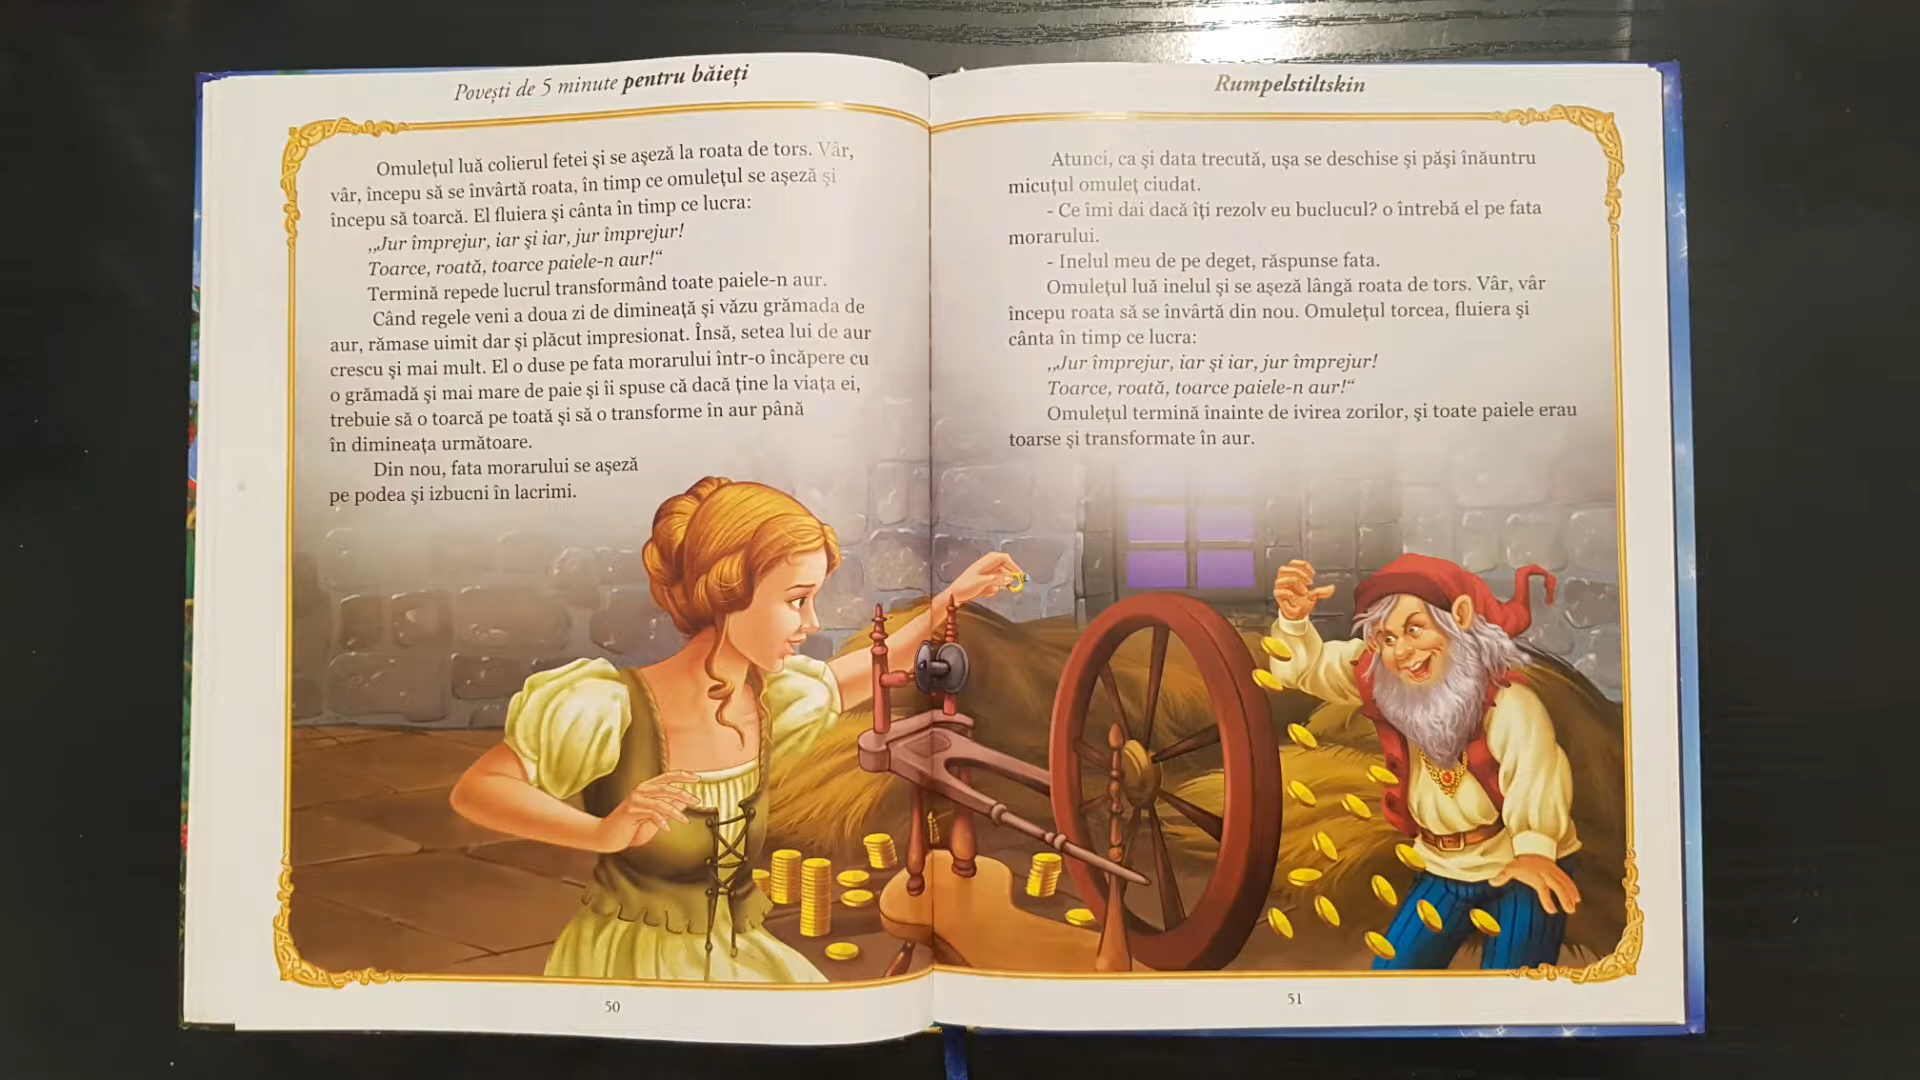 Povești de 5 minute pentru băieți
Omulețul luă colierul fetei și se așeză la roata de tors. Vâr,
vâr, începu să se învârtă roata, în timp ce omulețul se așeză și
începu să toarcă. El fluiera și cânta în timp ce lucra:
„Jur împrejur, iar și iar, jur împrejur!
Toarce, roată, toarce paiele-n aur!“
Termină repede lucrul transformând toate paiele-n aur.
Când regele veni a doua zi de dimineață și văzu grămada de
aur, rămase uimit dar și plăcut impresionat. Însă, setea lui de aur
crescu și mai mult. El o duse pe fata morarului într-o încăpere cu
o grămadă și mai mare de paie și îi spuse că dacă ține la viața ei,
trebuie să o toarcă pe toată și să o transforme în aur până
în dimineața următoare.
Din nou, fata morarului se așeză
pe podea și izbucni în lacrimi.
50
Rumpelstiltskin
Atunci, ca și data trecută, ușa se deschise și păși înăuntru
micuțul omuleț ciudat.
- Ce îmi dai dacă îți rezolv eu buclucul? o întrebă el pe fata
morarului.
- Inelul meu de pe deget, răspunse fata.
Omulețul luă inelul și se așeză lângă roata de tors. Vâr, vâr
începu roata să se învârtă din nou. Omulețul torcea, fluiera și
cânta în timp ce lucra:
„Jur împrejur, iar și iar, jur împrejur!
Toarce, roată, toarce paiele-n aur!“
Omulețul termină înainte de ivirea zorilor, și toate paiele erau
toarse și transformate în aur.
51